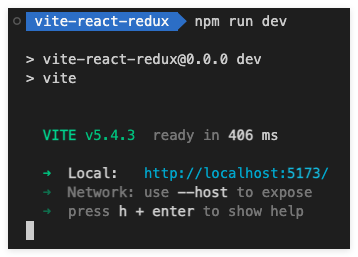 vite-react-redux npm run dev
> vite-react-redux@0.0.0 dev
> vite
VITE v5.4.3 ready in 406 ms
➜ Local: http://localhost:5173/
➜ Network: use --host to expose
➜ press h + enter to show help